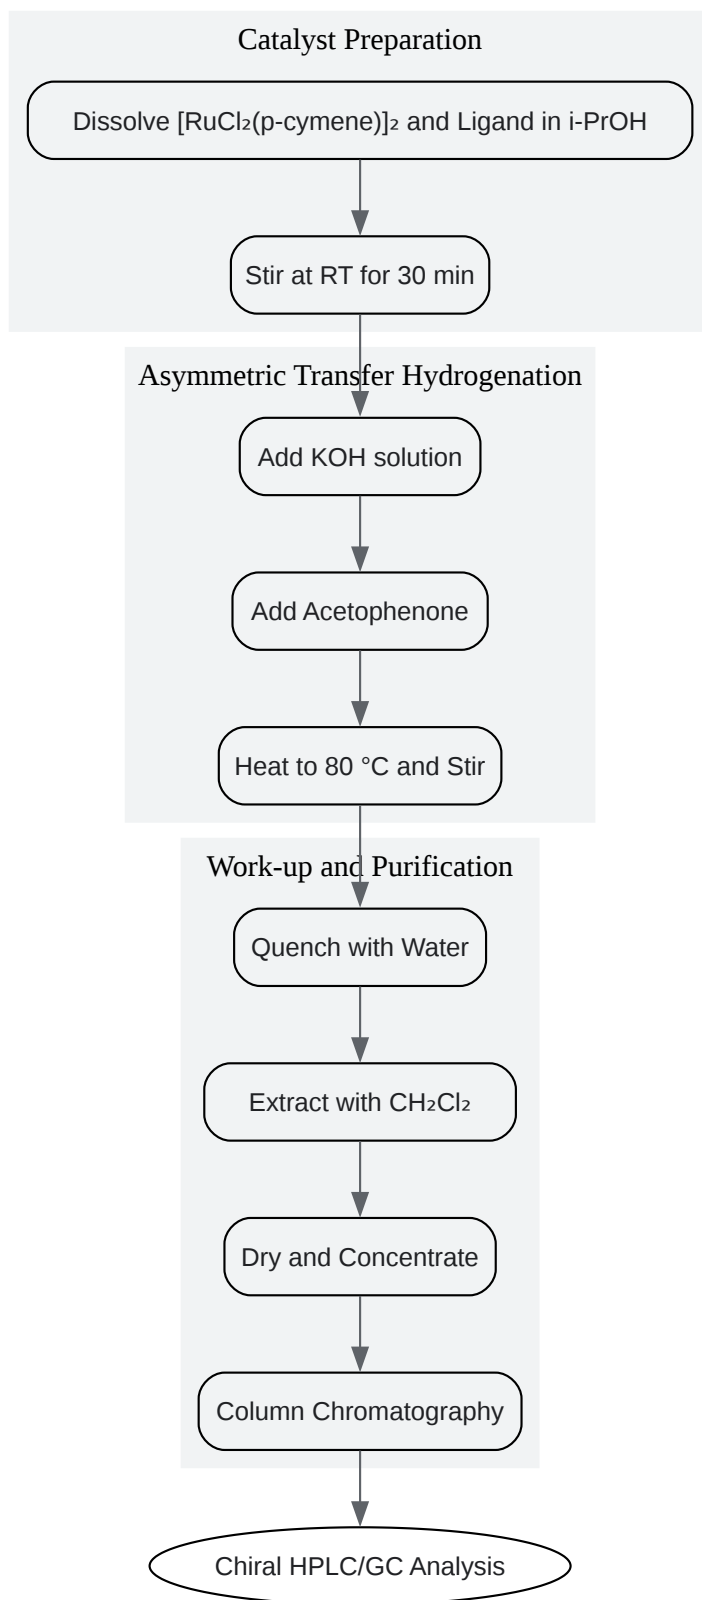 Catalyst Preparation
Dissolve [RuCl₂(p-cymene)]₂ and Ligand in i-PrOH
Stir at RT for 30 min
Asymmetric Transfer Hydrogenation
Add KOH solution
Add Acetophenone
Heat to 80 °C and Stir
Work-up and Purification
Quench with Water
Extract with CH₂Cl₂
Dry and Concentrate
Column Chromatography
Chiral HPLC/GC Analysis